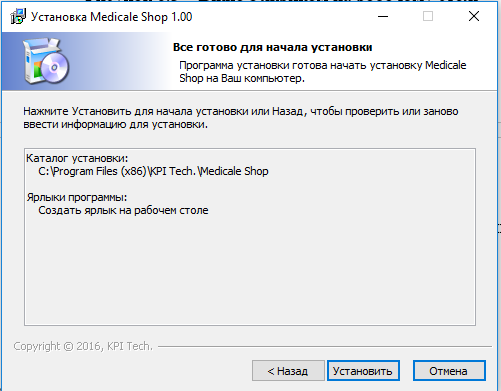 Установка Medicale Shop 1.00
Все готово для начала установки
Программа установки готова начать установку Medicale
Shop на Ваш компьютер.
Нажмите Установить для начала установки или Назад, чтобы проверить или заново
ввести информацию для установки.
Каталог установки:
C:\Program Files (x86)\KPI Tech.\Medicale Shop
Ярлыки программы:
Создать ярлык на рабочем столе
Copyright © 2016, KPI Tech.
< Назад
Установить
Отмена